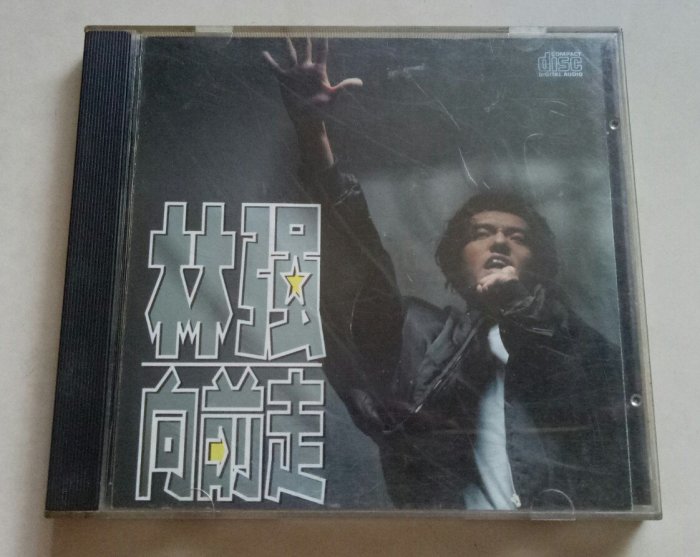 COMPACT
disc
DIGITAL AUDIO
林強
向前走